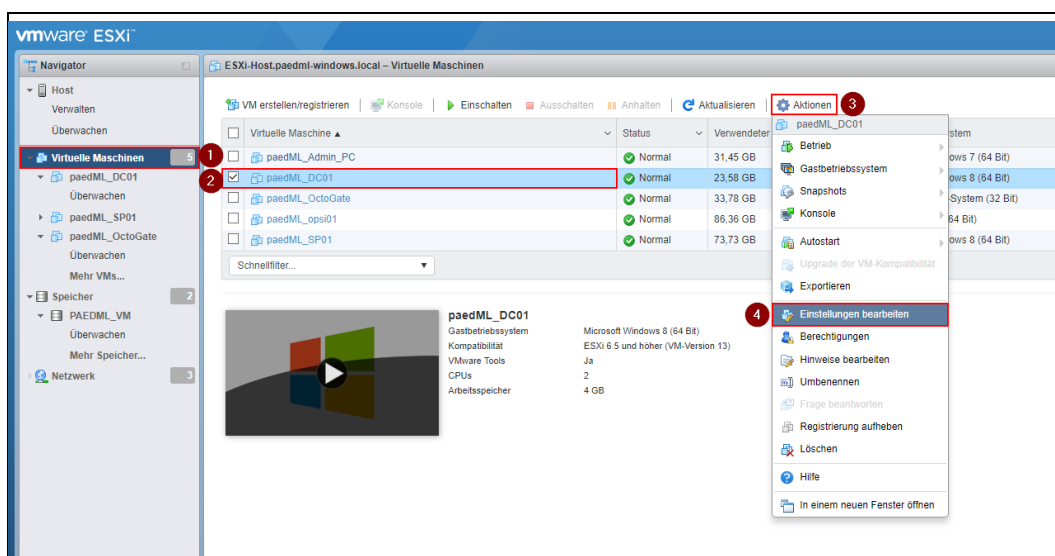 vmware ESXi™
Navigator
Host
Verwalten
Überwachen
Virtuelle Maschinen 5
paedML_DC01
Überwachen
paedML_SP01
paedML_OctoGate
Überwachen
Mehr VMs...
Speicher 2
PAEDML_VM
Überwachen
Mehr Speicher...
Netzwerk 3
ESXi-Host.paedml-windows.local – Virtuelle Maschinen
VM erstellen/registrieren | Konsole | Einschalten Ausschalten Anhalten | Aktualisieren | Aktionen 3
Virtuelle Maschine ▲ Status Verwendeter stem
1 paedML_Admin_PC Normal 31,45 GB ows 7 (64 Bit)
2 paedML_DC01 Normal 23,58 GB ows 8 (64 Bit)
paedML_OctoGate Normal 33,78 GB -System (32 Bit)
paedML_opsi01 Normal 86,36 GB 64 Bit)
paedML_SP01 Normal 73,73 GB ows 8 (64 Bit)
Schnellfilter...
paedML_DC01
Gastbetriebssystem Microsoft Windows 8 (64 Bit)
Kompatibilität ESXi 6.5 und höher (VM-Version 13)
VMware Tools Ja
CPUs 2
Arbeitsspeicher 4 GB
paedML_DC01
Betrieb
Gastbetriebssystem
Snapshots
Konsole
Autostart
Upgrade der VM-Kompatibilität
Exportieren
4 Einstellungen bearbeiten
Berechtigungen
Hinweise bearbeiten
Umbenennen
Frage beantworten
Registrierung aufheben
Löschen
Hilfe
In einem neuen Fenster öffnen